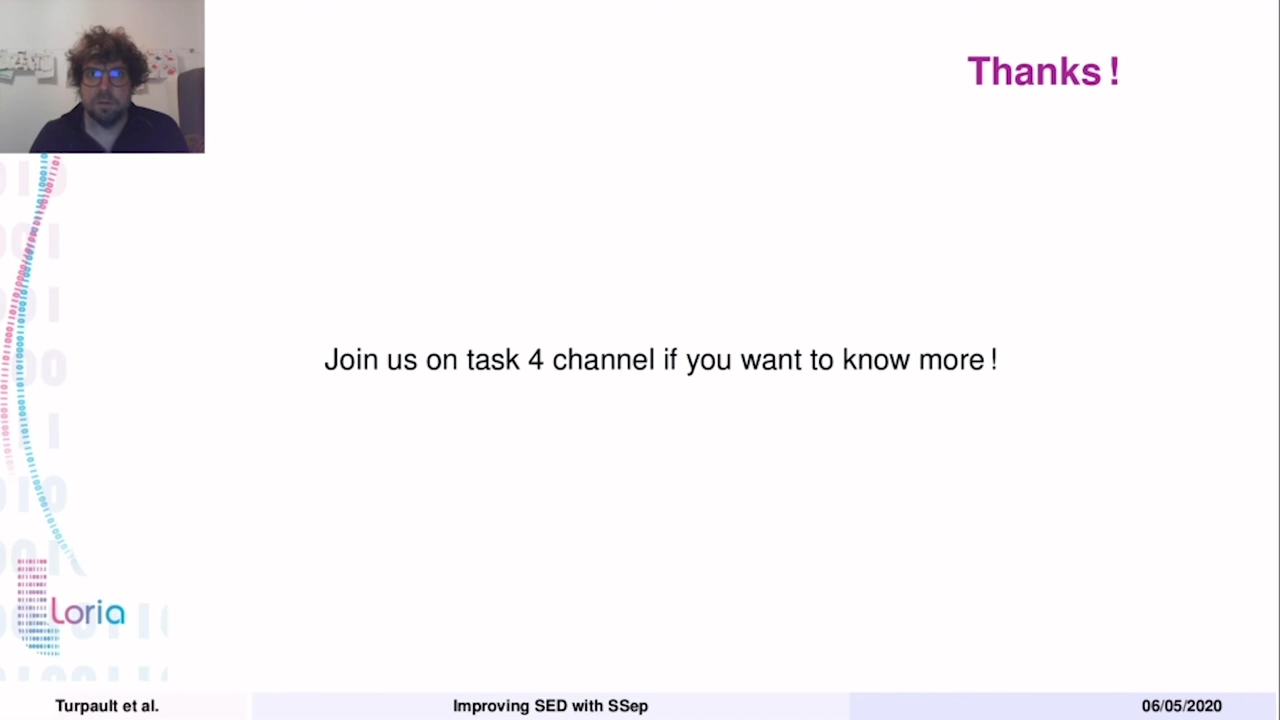 Thanks !
Join us on task 4 channel if you want to know more !
Loria
Turpault et al.
Improving SED with SSep
06/05/2020